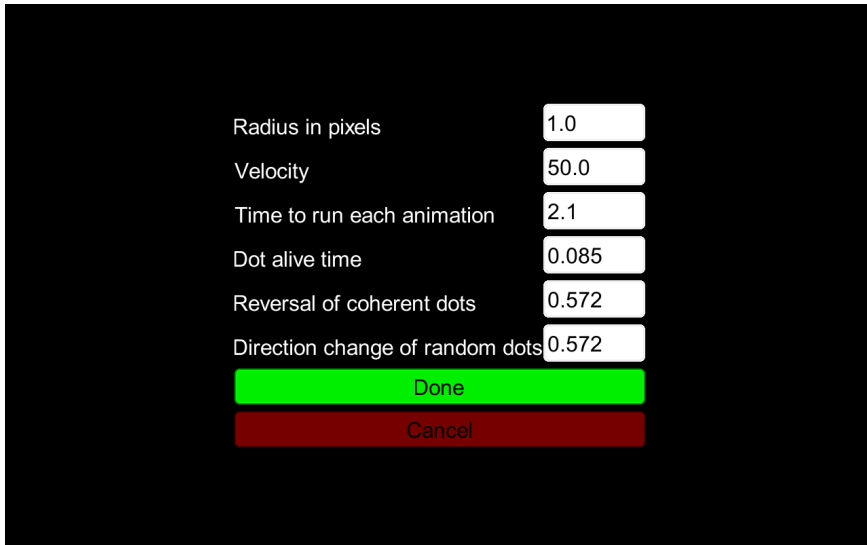 Radius in pixels 1.0
Velocity 50.0
Time to run each animation 2.1
Dot alive time 0.085
Reversal of coherent dots 0.572
Direction change of random dots 0.572
Done
Cancel